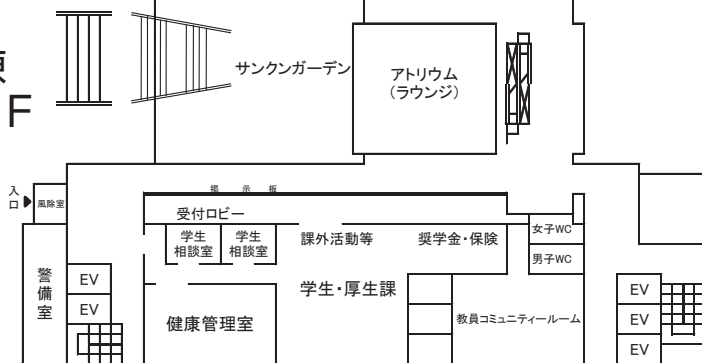 サンクンガーデン
アトリウム
（ラウンジ）
F
入口
風除室
掲示板
受付ロビー
学生
相談室
学生
相談室
課外活動等
奨学金・保険
女子WC
男子WC
警備室
EV
EV
学生・厚生課
健康管理室
教員コミュニティールーム
EV
EV
EV